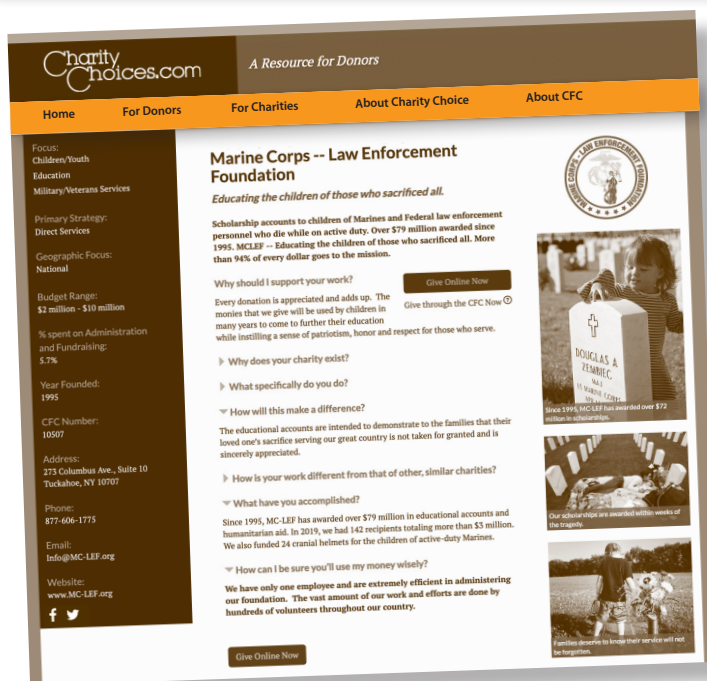 Charity
Choices.com
A Resource for Donors
Home For Donors For Charities About Charity Choice About CFC
Focus:
Children/Youth
Education
Military/Veterans Services
Primary Strategy:
Direct Services
Geographic Focus:
National
Budget Range:
$2 million - $10 million
% spent on Administration
and Fundraising:
5.7%
Year Founded:
1995
CFC Number:
10507
Address:
273 Columbus Ave., Suite 10
Tuckahoe, NY 10707
Phone:
877-606-1775
Email:
Info@MC-LEF.org
Website:
www.MC-LEF.org
Marine Corps -- Law Enforcement
Foundation
Educating the children of those who sacrificed all.
Scholarship accounts to children of Marines and Federal law enforcement
personnel who die while on active duty. Over $79 million awarded since
1995. MCLEF -- Educating the children of those who sacrificed all. More
than 94% of every dollar goes to the mission.
Why should I support your work?
Every donation is appreciated and adds up. The
monies that we give will be used by children in
many years to come to further their education
while instilling a sense of patriotism, honor and respect for those who serve.
Give Online Now
Give through the CFC Now ?
Why does your charity exist?
What specifically do you do?
How will this make a difference?
The educational accounts are intended to demonstrate to the families that their
loved one's sacrifice serving our great country is not taken for granted and is
sincerely appreciated.
How is your work different from that of other, similar charities?
What have you accomplished?
Since 1995, MC-LEF has awarded over $79 million in educational accounts and
humanitarian aid. In 2019, we had 142 recipients totaling more than $3 million.
We also funded 24 cranial helmets for the children of active-duty Marines.
How can I be sure you'll use my money wisely?
We have only one employee and are extremely efficient in administering
our foundation. The vast amount of our work and efforts are done by
hundreds of volunteers throughout our country.
Give Online Now
MARINE CORPS - LAW ENFORCEMENT FOUNDATION
DOUGLAS A
ZEMBIEC
MAJ
US MARINE CORPS
Since 1995, MC-LEF has awarded over $72
million in scholarships.
Our scholarships are awarded within weeks of
the tragedy.
Families deserve to know their service will not
be forgotten.